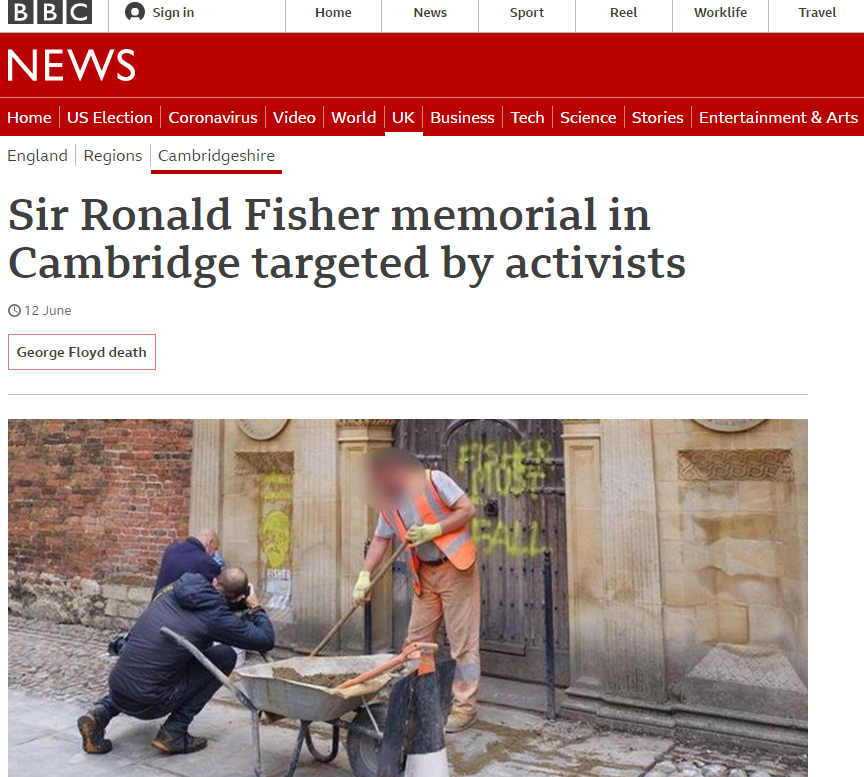 BBC Sign in Home News Sport Reel Worklife Travel
NEWS
Home US Election Coronavirus Video World UK Business Tech Science Stories Entertainment & Arts
England Regions Cambridgeshire
Sir Ronald Fisher memorial in
Cambridge targeted by activists
12 June
George Floyd death
FISHER
MUST
FALL
FISHER